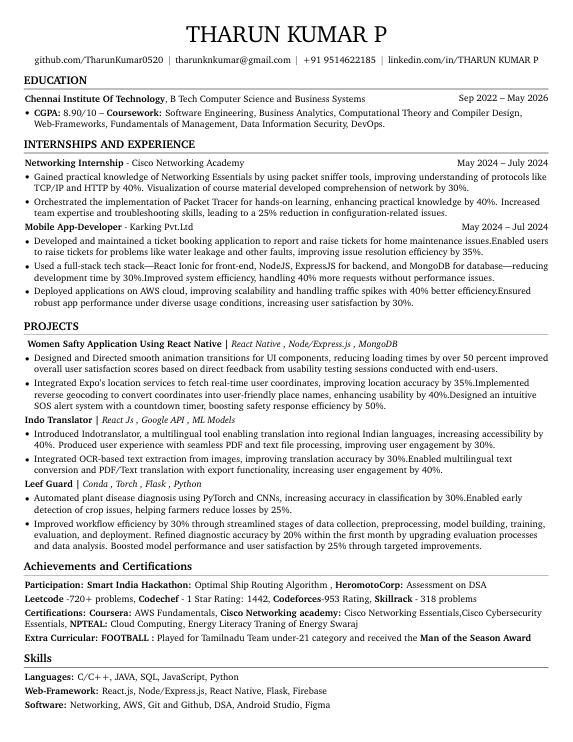 THARUN KUMAR P
github.com/TharunKumar0520 | tharunknkumar@gmail.com | +91 9514622185 | linkedin.com/in/THARUN KUMAR P
EDUCATION
Chennai Institute Of Technology, B Tech Computer Science and Business Systems Sep 2022 – May 2026
• CGPA: 8.90/10 – Coursework: Software Engineering, Business Analytics, Computational Theory and Compiler Design,
Web-Frameworks, Fundamentals of Management, Data Information Security, DevOps.
INTERNSHIPS AND EXPERIENCE
Networking Internship - Cisco Networking Academy May 2024 – July 2024
• Gained practical knowledge of Networking Essentials by using packet sniffer tools, improving understanding of protocols like
TCP/IP and HTTP by 40%. Visualization of course material developed comprehension of network by 30%.
• Orchestrated the implementation of Packet Tracer for hands-on learning, enhancing practical knowledge by 40%. Increased
team expertise and troubleshooting skills, leading to a 25% reduction in configuration-related issues.
Mobile App-Developer - Karking Pvt.Ltd May 2024 – Jul 2024
• Developed and maintained a ticket booking application to report and raise tickets for home maintenance issues.Enabled users
to raise tickets for problems like water leakage and other faults, improving issue resolution efficiency by 35%.
• Used a full-stack tech stack—React Ionic for front-end, NodeJS, ExpressJS for backend, and MongoDB for database—reducing
development time by 30%.Improved system efficiency, handling 40% more requests without performance issues.
• Deployed applications on AWS cloud, improving scalability and handling traffic spikes with 40% better efficiency.Ensured
robust app performance under diverse usage conditions, increasing user satisfaction by 30%.
PROJECTS
Women Safty Application Using React Native | React Native , Node/Express.js , MongoDB
• Designed and Directed smooth animation transitions for UI components, reducing loading times by over 50 percent improved
overall user satisfaction scores based on direct feedback from usability testing sessions conducted with end-users.
• Integrated Expo's location services to fetch real-time user coordinates, improving location accuracy by 35%.Implemented
reverse geocoding to convert coordinates into user-friendly place names, enhancing usability by 40%.Designed an intuitive
SOS alert system with a countdown timer, boosting safety response efficiency by 50%.
Indo Translator | React Js , Google API , ML Models
• Introduced Indotranslator, a multilingual tool enabling translation into regional Indian languages, increasing accessibility by
40%. Produced user experience with seamless PDF and text file processing, improving user engagement by 30%.
• Integrated OCR-based text extraction from images, improving translation accuracy by 30%.Enabled multilingual text
conversion and PDF/Text translation with export functionality, increasing user engagement by 40%.
Leef Guard | Conda , Torch , Flask , Python
• Automated plant disease diagnosis using PyTorch and CNNs, increasing accuracy in classification by 30%.Enabled early
detection of crop issues, helping farmers reduce losses by 25%.
• Improved workflow efficiency by 30% through streamlined stages of data collection, preprocessing, model building, training,
evaluation, and deployment. Refined diagnostic accuracy by 20% within the first month by upgrading evaluation processes
and data analysis. Boosted model performance and user satisfaction by 25% through targeted improvements.
Achievements and Certifications
Participation: Smart India Hackathon: Optimal Ship Routing Algorithm , HeromotoCorp: Assessment on DSA
Leetcode -720+ problems, Codechef - 1 Star Rating: 1442, Codeforces-953 Rating, Skillrack - 318 problems
Certifications: Coursera: AWS Fundamentals, Cisco Networking academy: Cisco Networking Essentials,Cisco Cybersecurity
Essentials, NPTEAL: Cloud Computing, Energy Literacy Traning of Energy Swaraj
Extra Curricular: FOOTBALL : Played for Tamilnadu Team under-21 category and received the Man of the Season Award
Skills
Languages: C/C++, JAVA, SQL, JavaScript, Python
Web-Framework: React.js, Node/Express.js, React Native, Flask, Firebase
Software: Networking, AWS, Git and Github, DSA, Android Studio, Figma